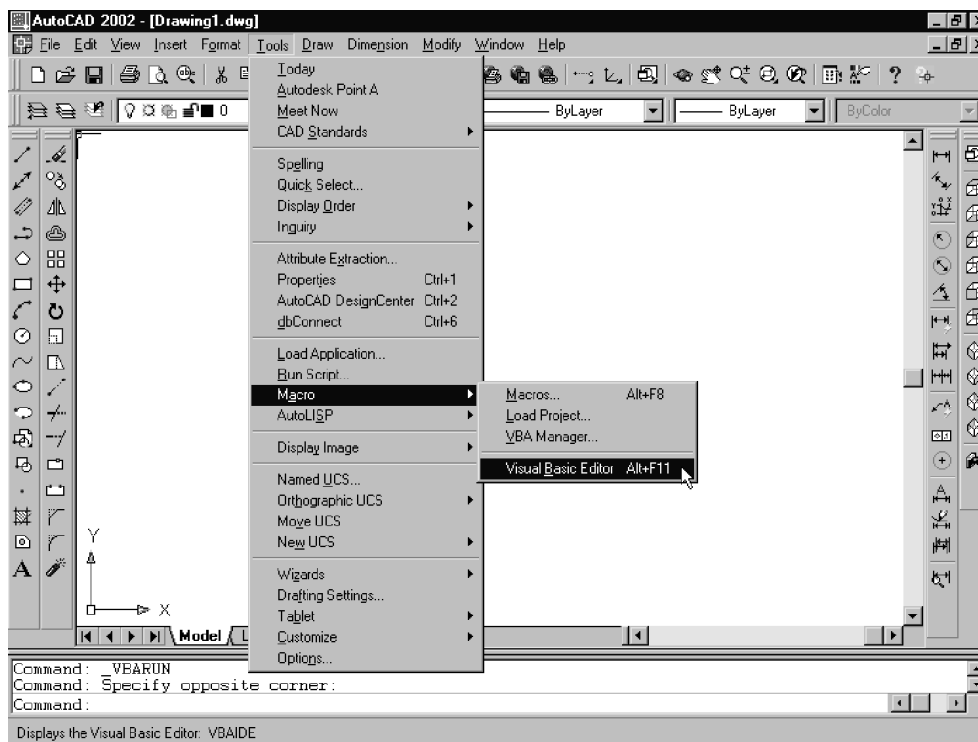 AutoCAD 2002 - [Drawing1.dwg]
File Edit View Insert Format Tools Draw Dimension Modify Window Help
0 ByLayer ByLayer ByColor
Today
Autodesk Point A
Meet Now
CAD Standards
Spelling
Quick Select...
Display Order
Inquiry
Attribute Extraction...
Properties Ctrl+1
AutoCAD DesignCenter Ctrl+2
dbConnect Ctrl+6
Load Application...
Run Script...
Macro
AutoLISP
Display Image
Named UCS...
Orthographic UCS
Move UCS
New UCS
Wizards
Drafting Settings...
Tablet
Customize
Options...
Macros... Alt+F8
Load Project...
VBA Manager...
Visual Basic Editor Alt+F11
Y
X
Model
Command: _VBARUN
Command: Specify opposite corner:
Command:
Displays the Visual Basic Editor: VBAIDE